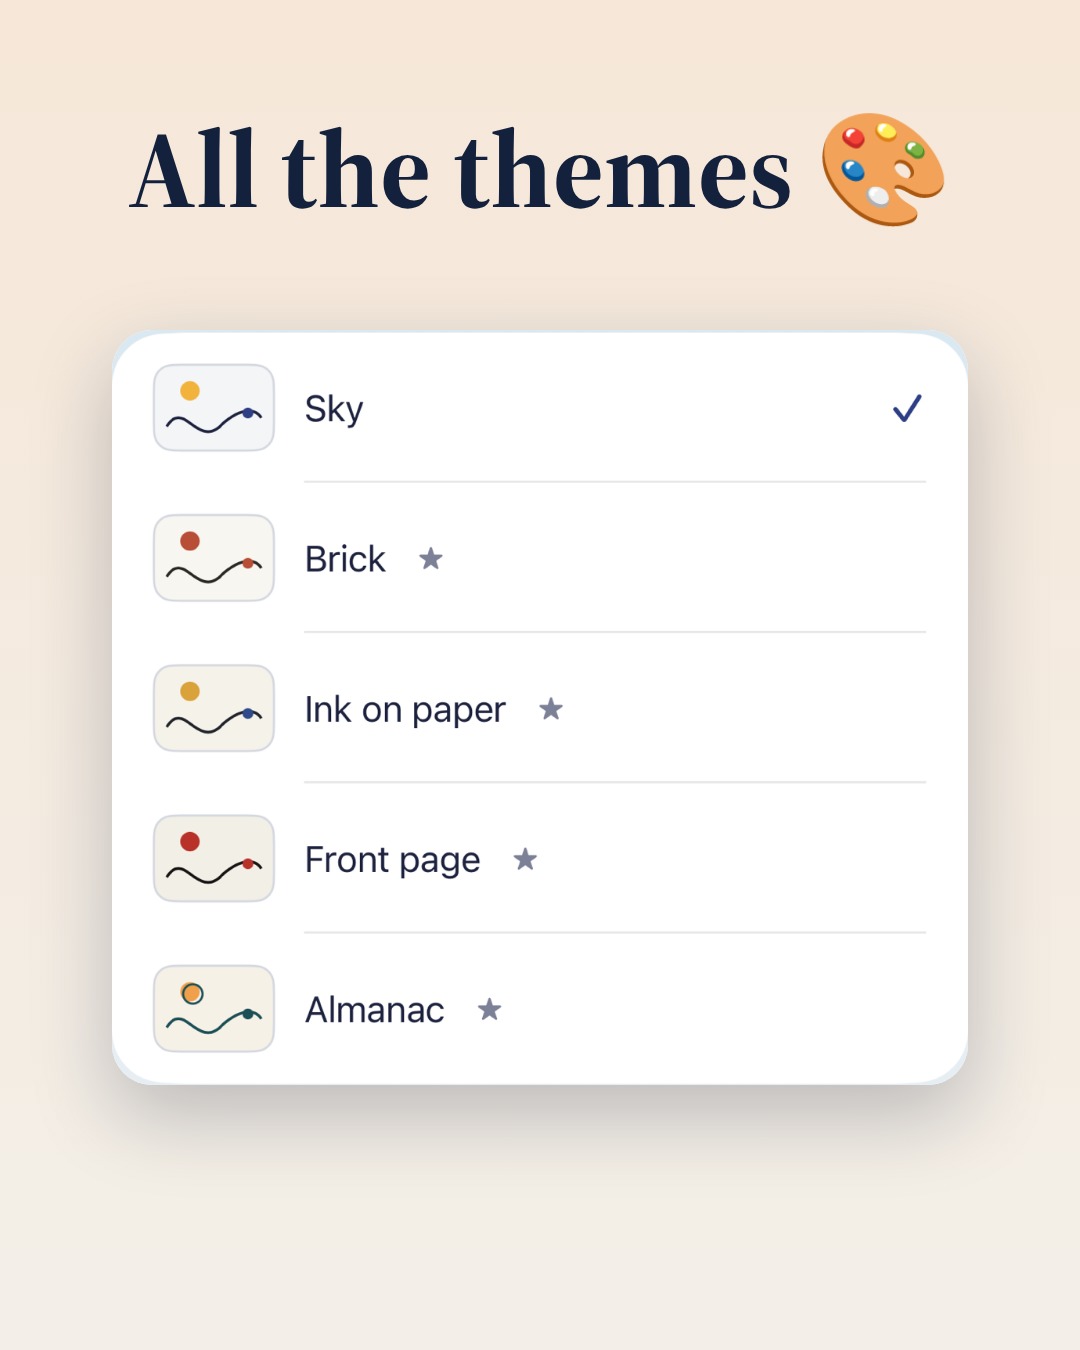 All the themes 🎨
Sky
Brick
Ink on paper
Front page
Almanac